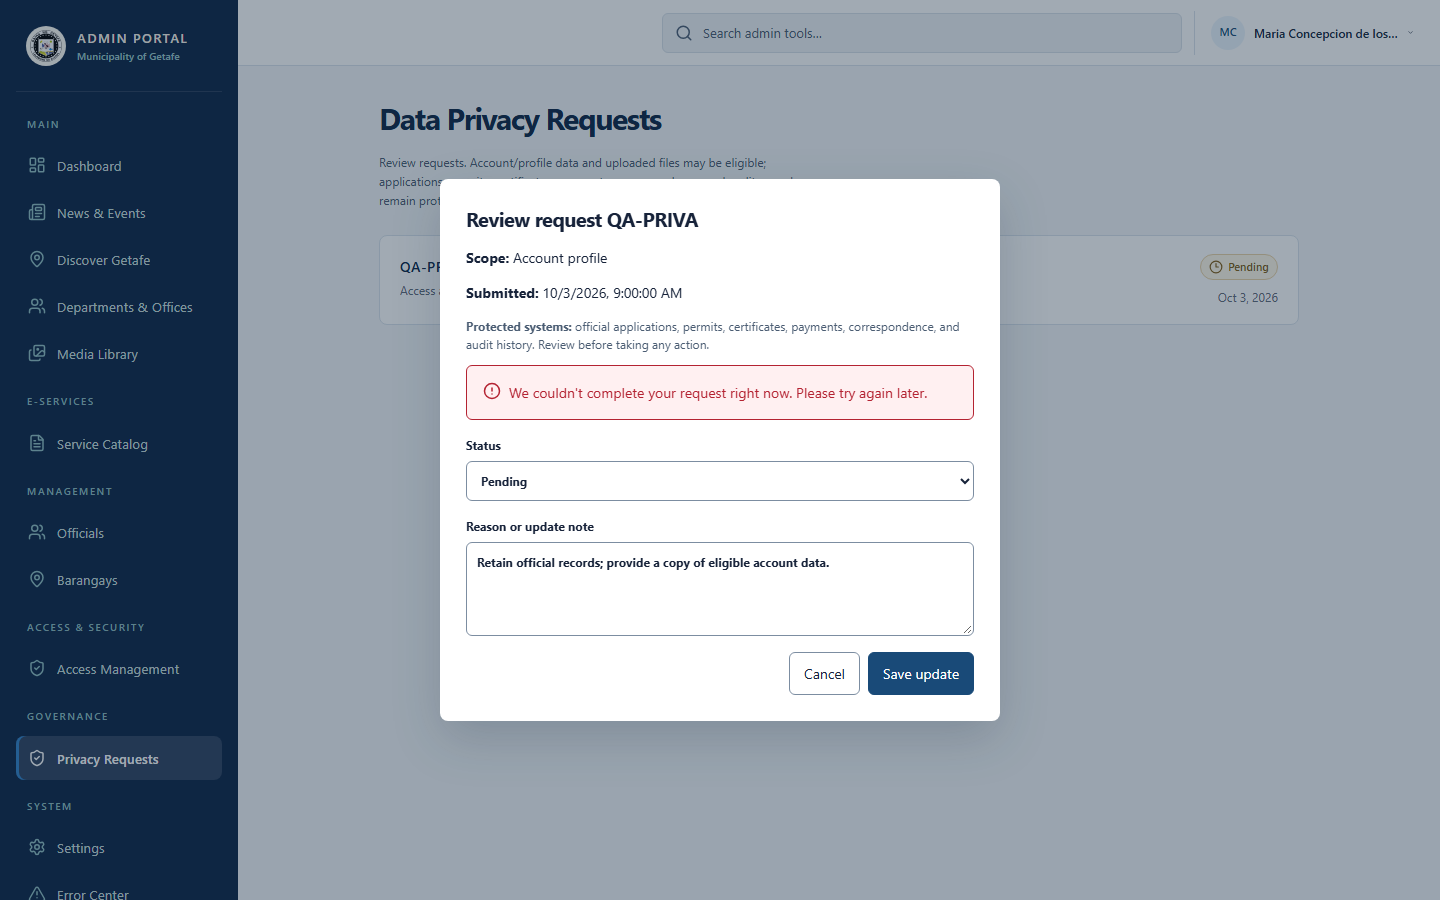 ADMIN PORTAL
Municipality of Getafe
MAIN
Dashboard
News & Events
Discover Getafe
Departments & Offices
Media Library
E-SERVICES
Service Catalog
MANAGEMENT
Officials
Barangays
ACCESS & SECURITY
Access Management
GOVERNANCE
Privacy Requests
SYSTEM
Settings
Error Center
Search admin tools...
MC
Maria Concepcion de los...
Data Privacy Requests
Review requests. Account/profile data and uploaded files may be eligible;
applications
remain
QA-PR
Access
Pending
Oct 3, 2026
Review request QA-PRIVA
Scope: Account profile
Submitted: 10/3/2026, 9:00:00 AM
Protected systems: official applications, permits, certificates, payments, correspondence, and
audit history. Review before taking any action.
We couldn't complete your request right now. Please try again later.
Status
Pending
Reason or update note
Retain official records; provide a copy of eligible account data.
Cancel
Save update